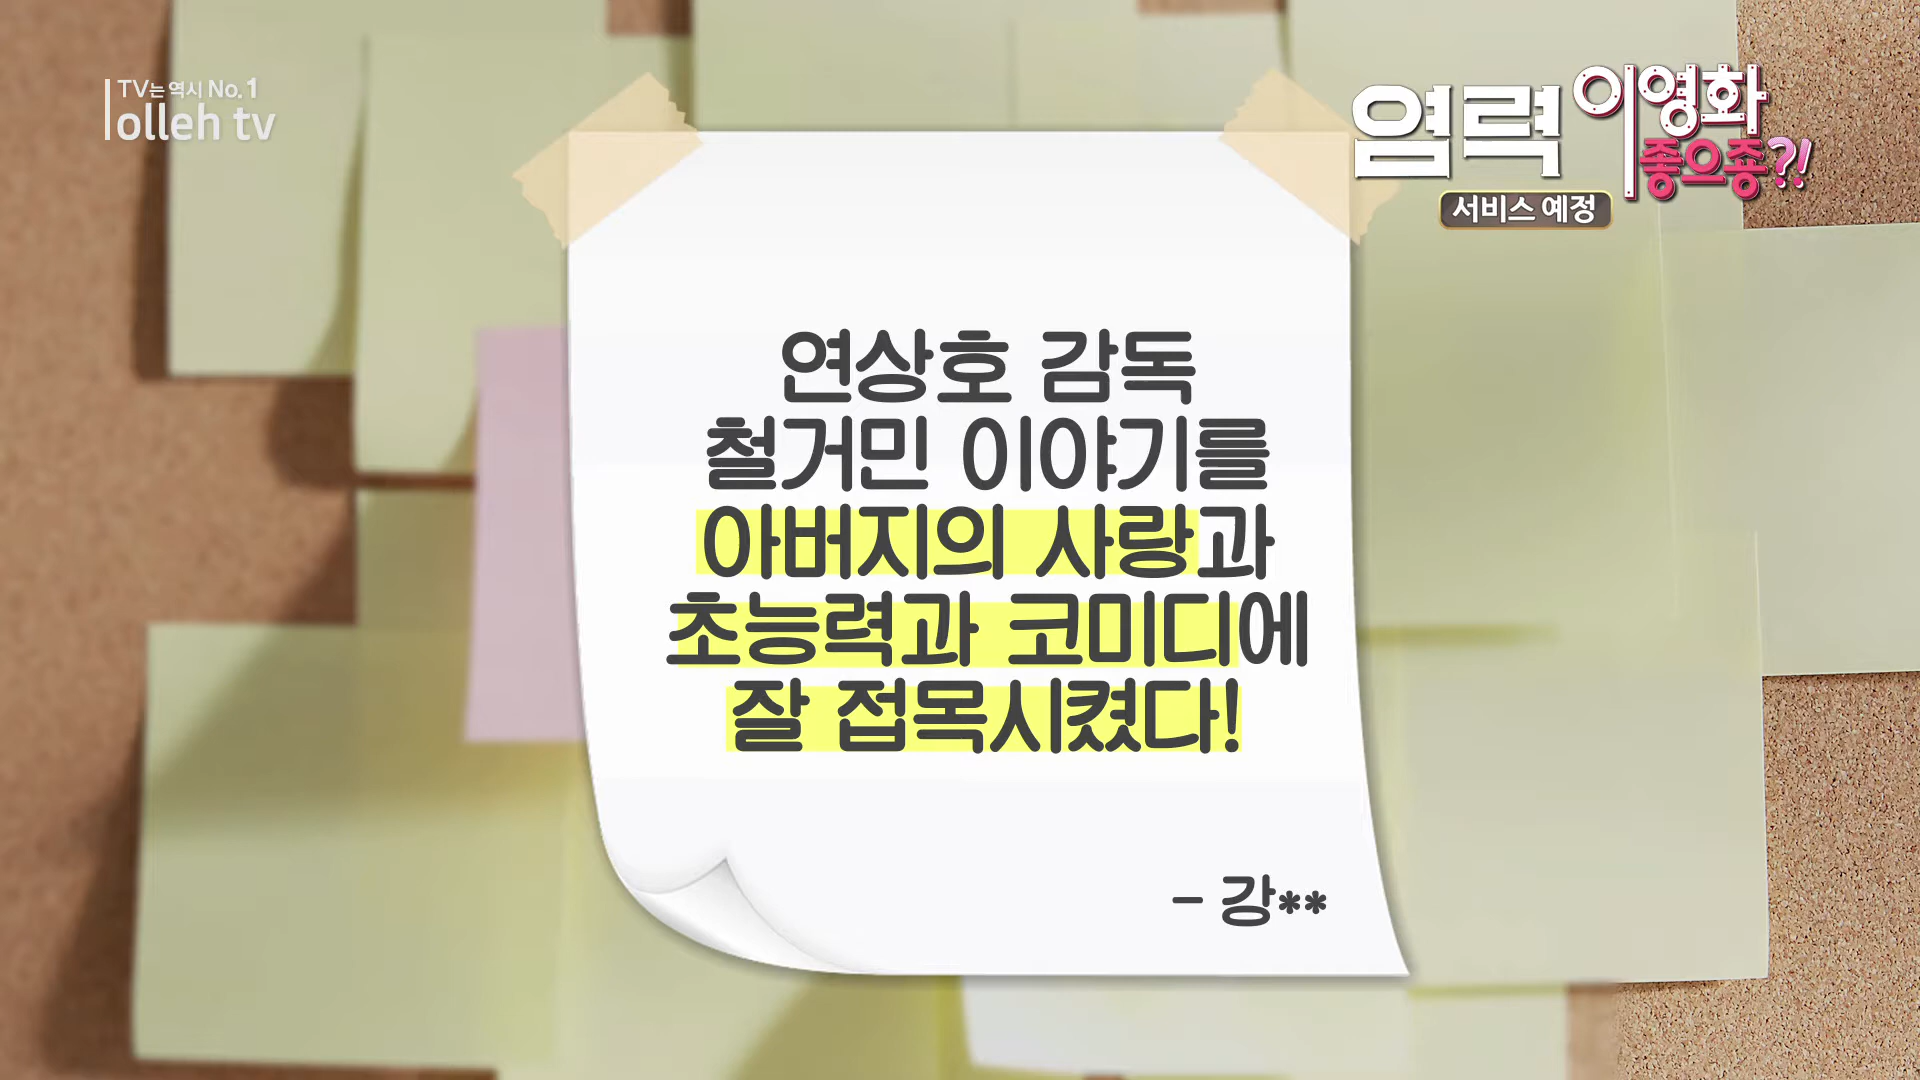 TV는 역시 No.1
olleh tv
염력
이영화
좋으죵?!
서비스 예정
연상호 감독
철거민 이야기를
아버지의 사랑과
초능력과 코미디에
잘 접목시켰다!
- 강**